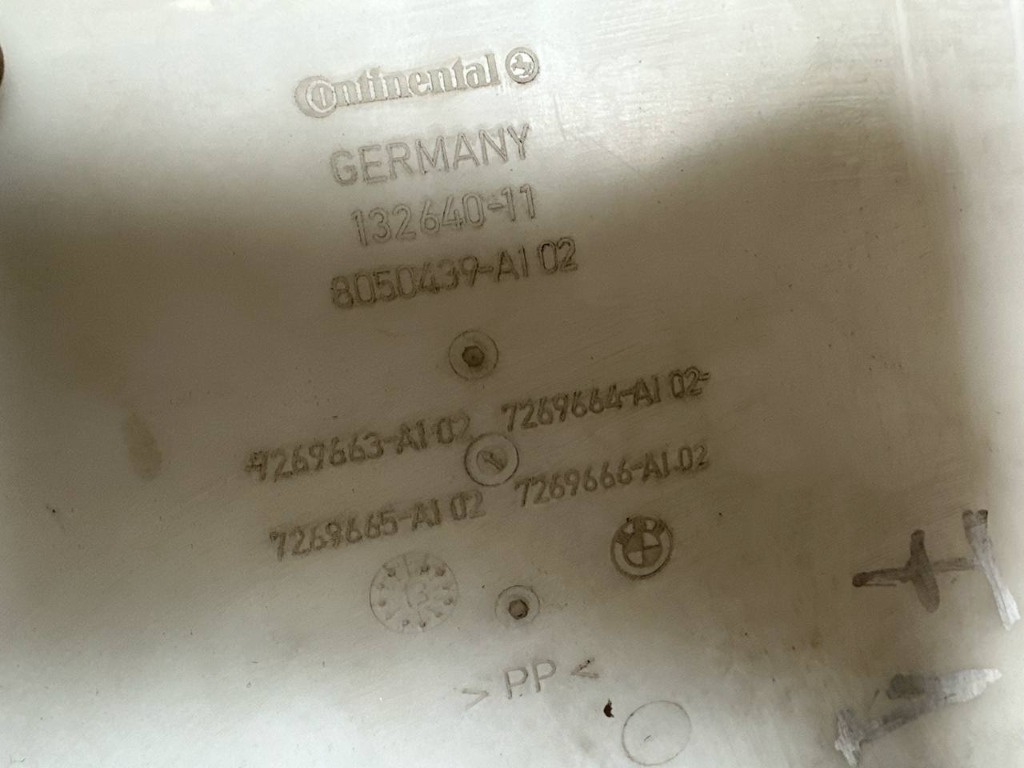 Continental
GERMANY
132640-11
8050439-AI 02
7269663-AI 02 7269664-AI 02
7269665-AI 02 7269666-AI 02
13
> PP <